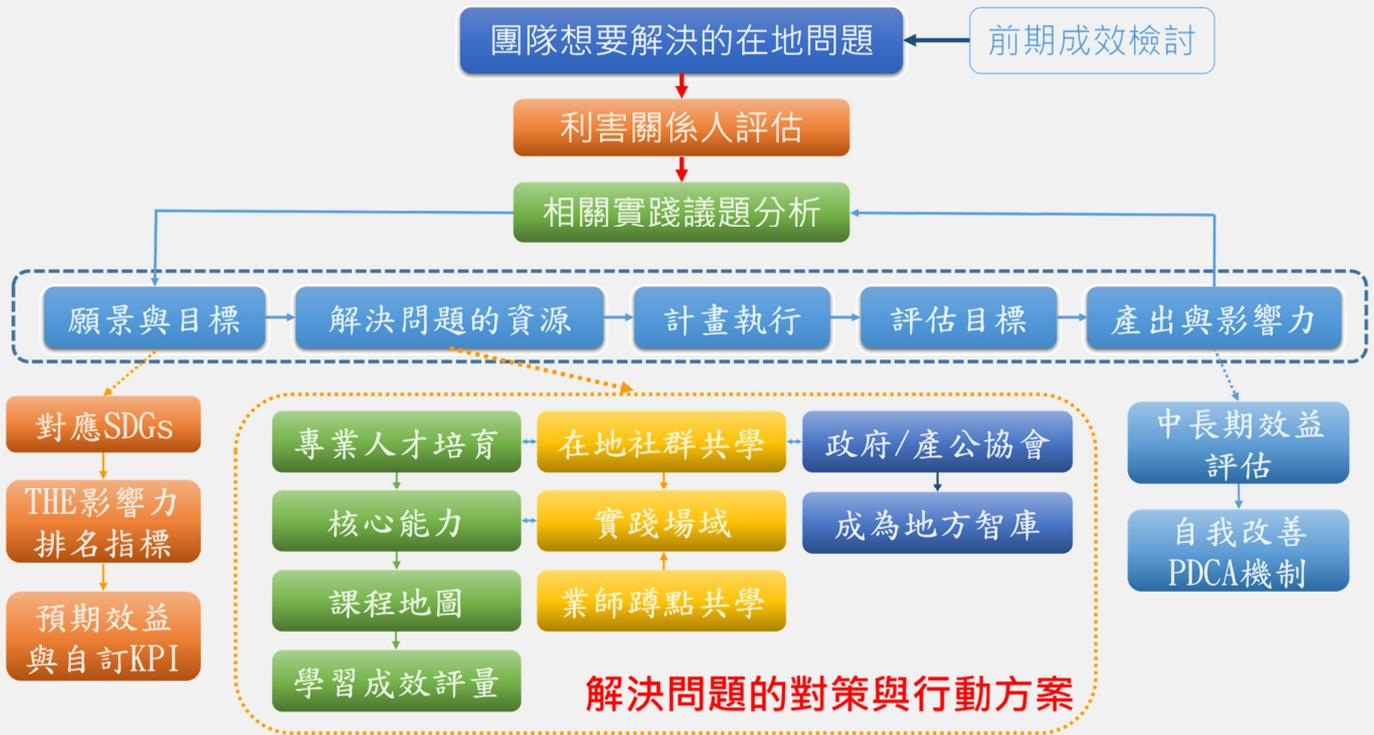 團隊想要解決的在地問題
前期成效檢討
利害關係人評估
相關實踐議題分析
願景與目標
解決問題的資源
計畫執行
評估目標
產出與影響力
對應SDGs
THE影響力
排名指標
預期效益
與自訂KPI
專業人才培育
核心能力
課程地圖
學習成效評量
在地社群共學
實踐場域
業師蹲點共學
政府/產公協會
成為地方智庫
解決問題的對策與行動方案
中長期效益
評估
自我改善
PDCA機制